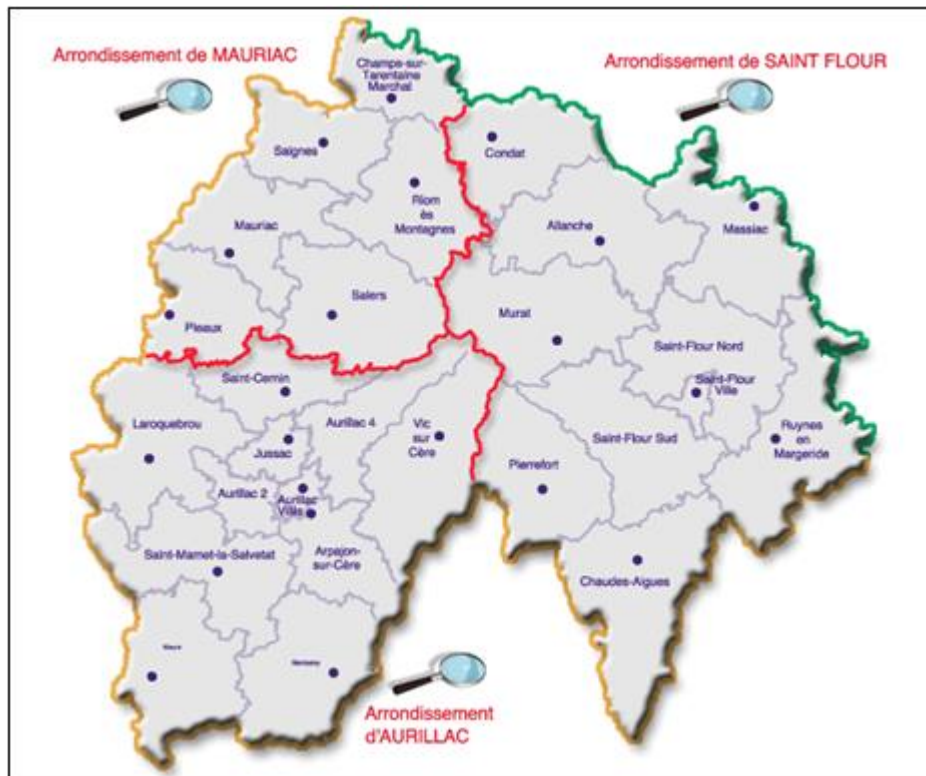 Arrondissement de MAURIAC
Arrondissement de SAINT FLOUR
Champs-sur-
Tarentaine
Marchal
Saignes
Condat
Riom
ès
Montagnes
Mauriac
Allanche
Massiac
Salers
Pleaux
Murat
Saint-Flour Nord
Saint-Flour
Ville
Saint-Cernin
Laroquebrou
Aurillac 4
Vic
sur
Cère
Saint-Flour Sud
Ruynes
en
Margeride
Jussac
Pierrefort
Aurillac 2
Aurillac
Ville
Saint-Mamet-la-Salvetat
Arpajon-
sur-Cère
Chaudes-Aigues
Maurs
Arrondissement
d'AURILLAC